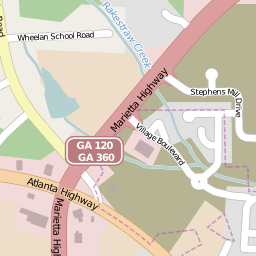 Rakestraw Creek
Wheelan School Road
Road
Marietta Highway
Stephens Mill Drive
Village Boulevard
GA 120
GA 360
Atlanta Highway
Marietta Hig